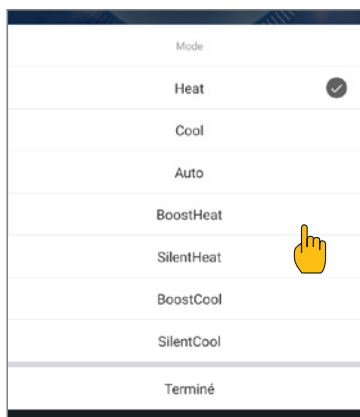 Mode
Heat
Cool
Auto
BoostHeat
SilentHeat
BoostCool
SilentCool
Terminé